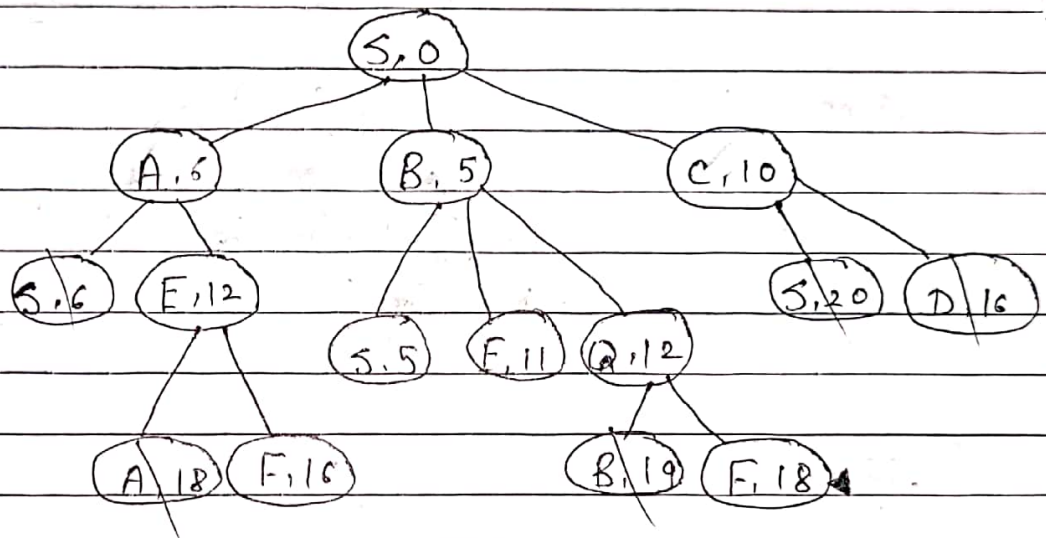 S, 0
A, 6 B, 5 C, 10
S, 6 E, 12 S, 20 D, 16
S, 5 F, 11 D, 12
A, 18 F, 16 B, 19 F, 18